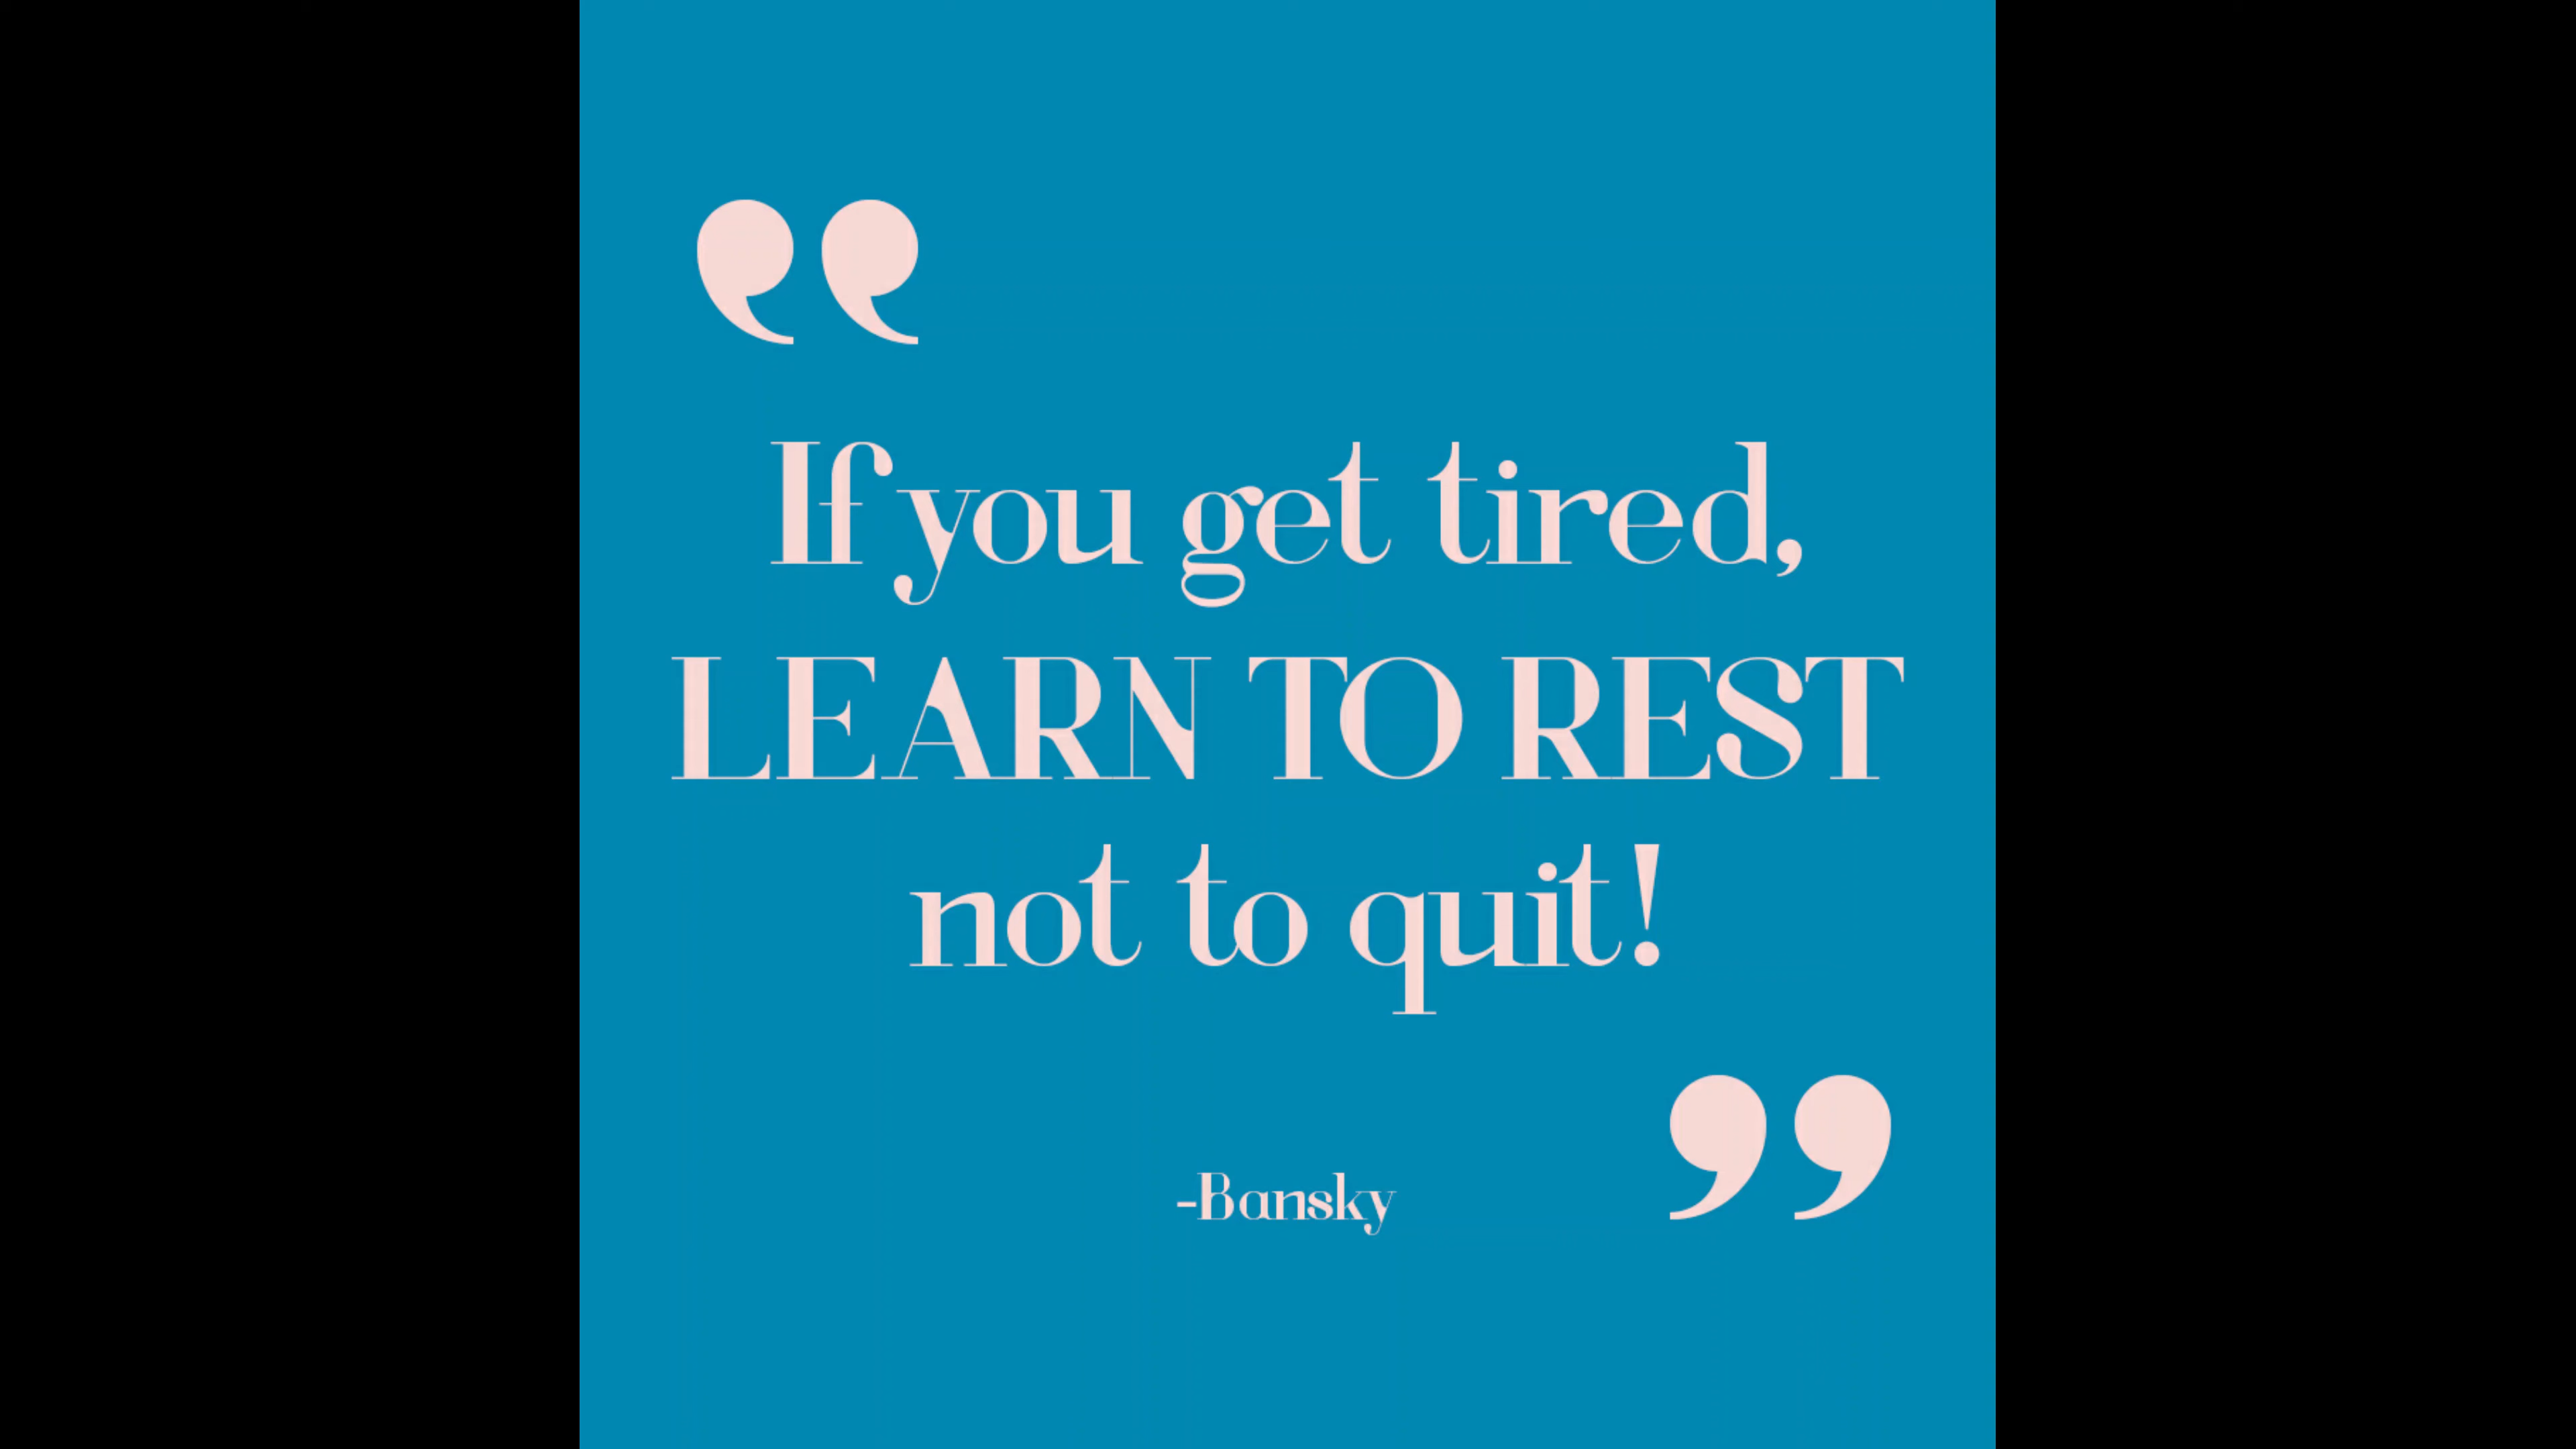 “
If you get tired,
LEARN TO REST
not to quit!
”
-Bansky